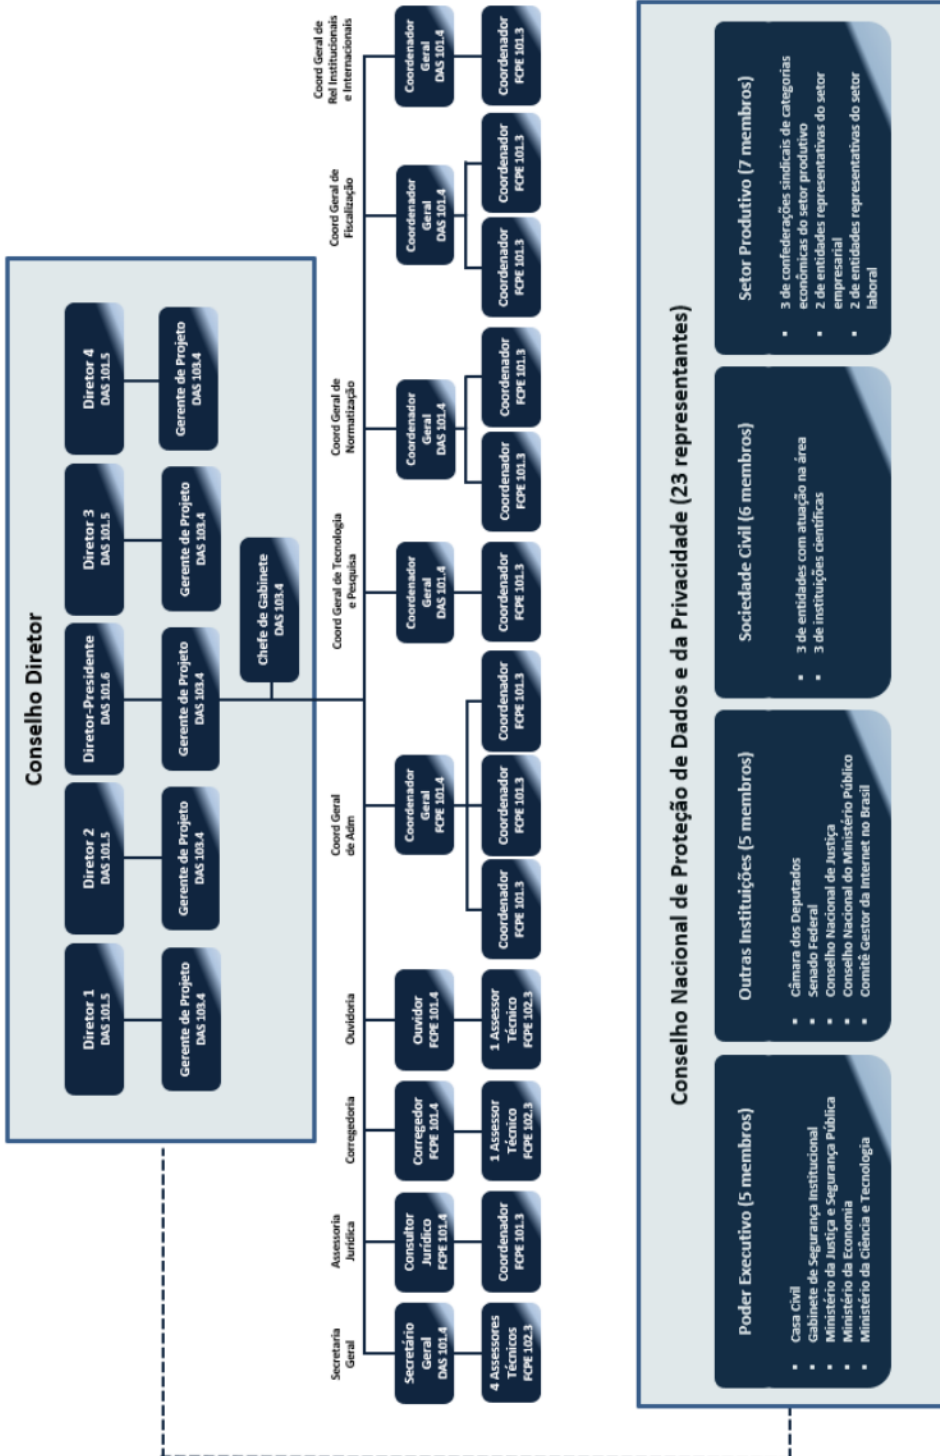 Conselho Diretor
Diretor 1
DAS 101.5
Diretor 2
DAS 101.5
Diretor-Presidente
DAS 101.6
Diretor 3
DAS 101.5
Diretor 4
DAS 101.5
Gerente de Projeto
DAS 103.4
Gerente de Projeto
DAS 103.4
Gerente de Projeto
DAS 103.4
Gerente de Projeto
DAS 103.4
Gerente de Projeto
DAS 103.4
Chefe de Gabinete
DAS 103.4
Secretaria
Geral
Assessoria
Jurídica
Corregedoria
Ouvidoria
Coord Geral
de Adm
Coord Geral de Tecnologia
e Pesquisa
Coord Geral de
Normatização
Coord Geral de
Fiscalização
Coord Geral de
Rel Institucionais
e Internacionais
Secretário
Geral
DAS 101.4
Consultor
Jurídico
FCPE 101.4
Corregedor
FCPE 101.4
Ouvidor
FCPE 101.4
Coordenador
Geral
FCPE 101.4
Coordenador
Geral
DAS 101.4
Coordenador
Geral
DAS 101.4
Coordenador
Geral
DAS 101.4
Coordenador
Geral
DAS 101.4
4 Assessores
Técnicos
FCPE 102.3
Coordenador
FCPE 101.3
1 Assessor
Técnico
FCPE 102.3
1 Assessor
Técnico
FCPE 102.3
Coordenador
FCPE 101.3
Coordenador
FCPE 101.3
Coordenador
FCPE 101.3
Coordenador
FCPE 101.3
Coordenador
FCPE 101.3
Coordenador
FCPE 101.3
Coordenador
FCPE 101.3
Coordenador
FCPE 101.3
Coordenador
FCPE 101.3
Conselho Nacional de Proteção de Dados e da Privacidade (23 representantes)
Poder Executivo (5 membros)
▪ Casa Civil
▪ Gabinete de Segurança Institucional
▪ Ministério da Justiça e Segurança Pública
▪ Ministério da Economia
▪ Ministério da Ciência e Tecnologia
Outras Instituições (5 membros)
▪ Câmara dos Deputados
▪ Senado Federal
▪ Conselho Nacional de Justiça
▪ Conselho Nacional do Ministério Público
▪ Comitê Gestor da Internet no Brasil
Sociedade Civil (6 membros)
▪ 3 de entidades com atuação na área
▪ 3 de instituições científicas
Setor Produtivo (7 membros)
▪ 3 de confederações sindicais de categorias
econômicas do setor produtivo
▪ 2 de entidades representativas do setor
empresarial
▪ 2 de entidades representativas do setor
laboral